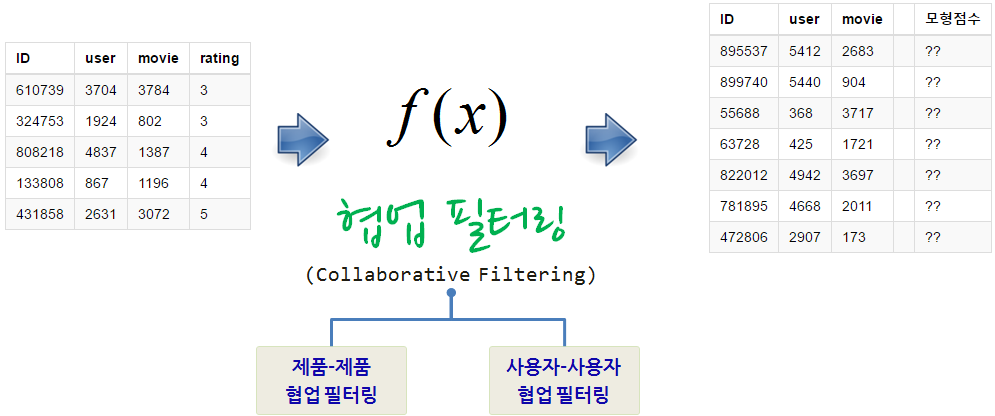 ID user movie rating
610739 3704 3784 3
324753 1924 802 3
808218 4837 1387 4
133808 867 1196 4
431858 2631 3072 5
f(x)
협업 필터링
(Collaborative Filtering)
제품-제품
협업 필터링
사용자-사용자
협업 필터링
ID user movie 모형점수
895537 5412 2683 ??
899740 5440 904 ??
55688 368 3717 ??
63728 425 1721 ??
822012 4942 3697 ??
781895 4668 2011 ??
472806 2907 173 ??